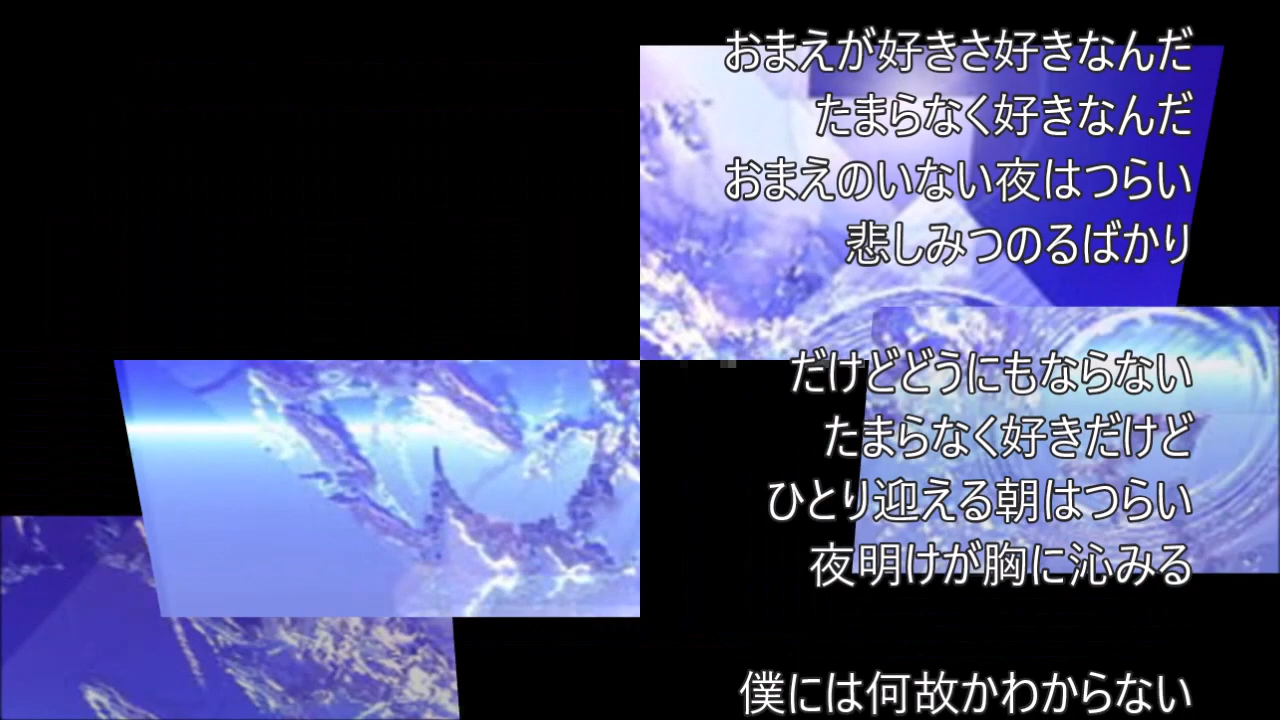 おまえが好きさ好きなんだ
たまらなく好きなんだ
おまえのいない夜はつらい
悲しみつのるばかり
だけどどうにもならない
たまらなく好きだけど
ひとり迎える朝はつらい
夜明けが胸に沁みる
僕には何故かわからない